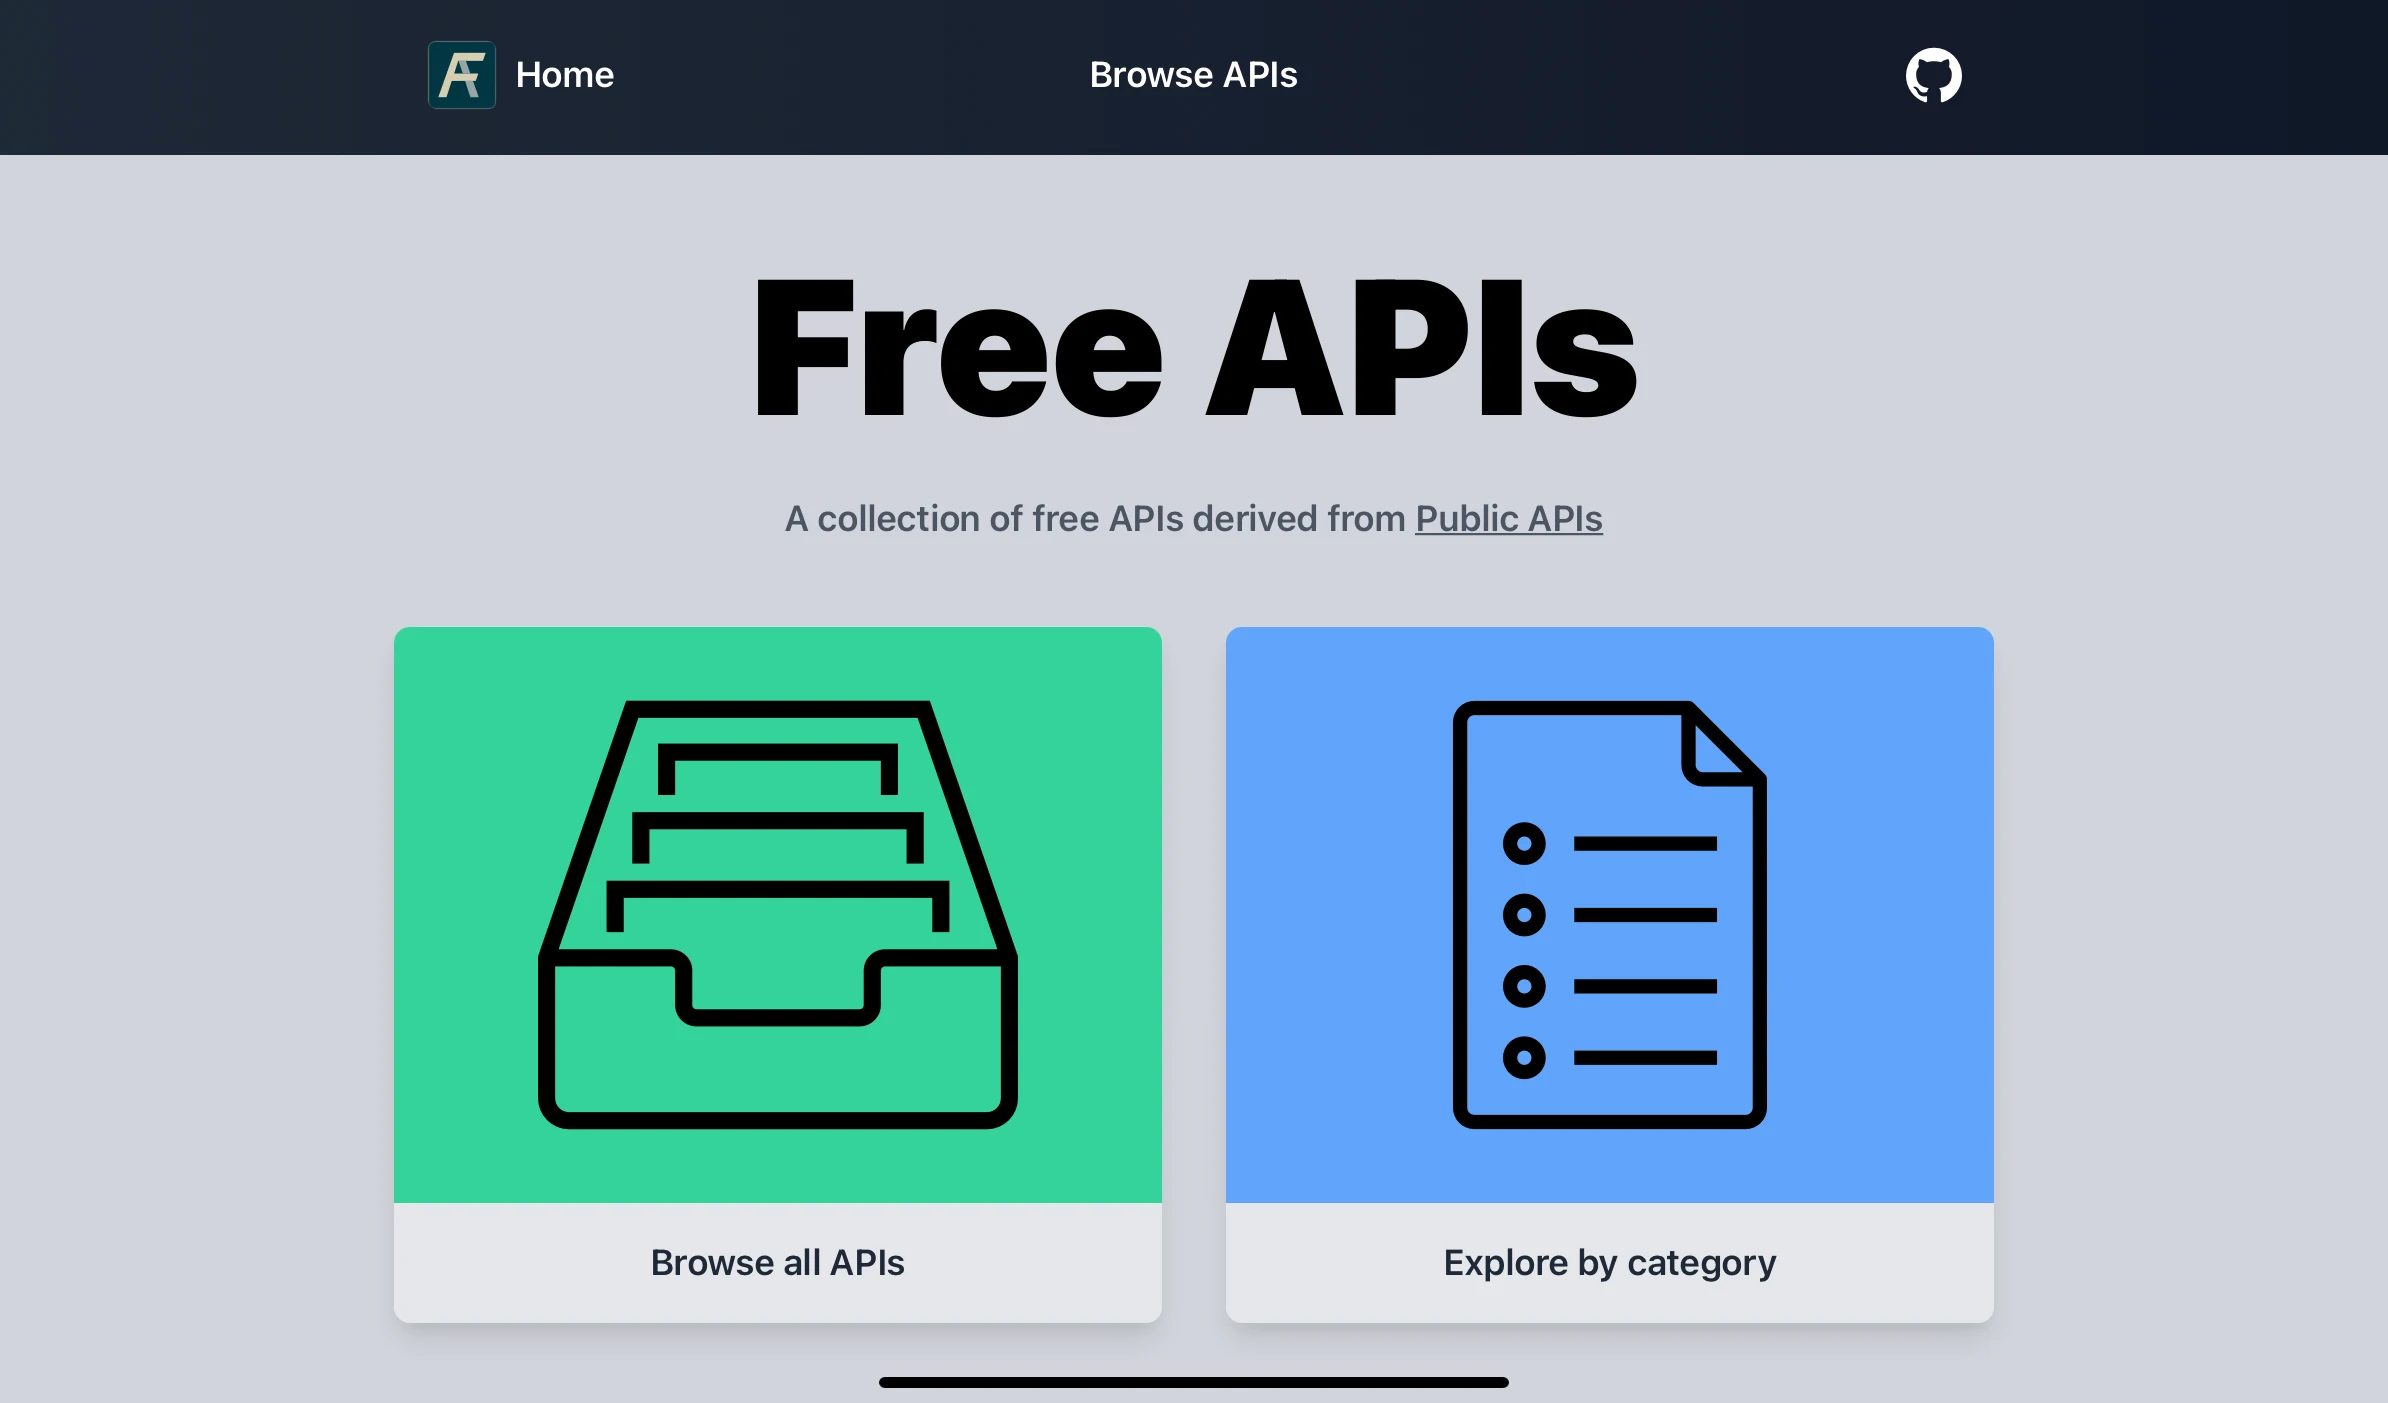 Home
Browse APIs
Free APIs
A collection of free APIs derived from Public APIs
Browse all APIs
Explore by category